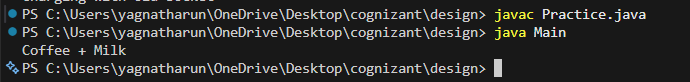 PS C:\Users\yagnatharun\OneDrive\Desktop\cognizant\design> javac Practice.java
PS C:\Users\yagnatharun\OneDrive\Desktop\cognizant\design> java Main
Coffee + Milk
PS C:\Users\yagnatharun\OneDrive\Desktop\cognizant\design>